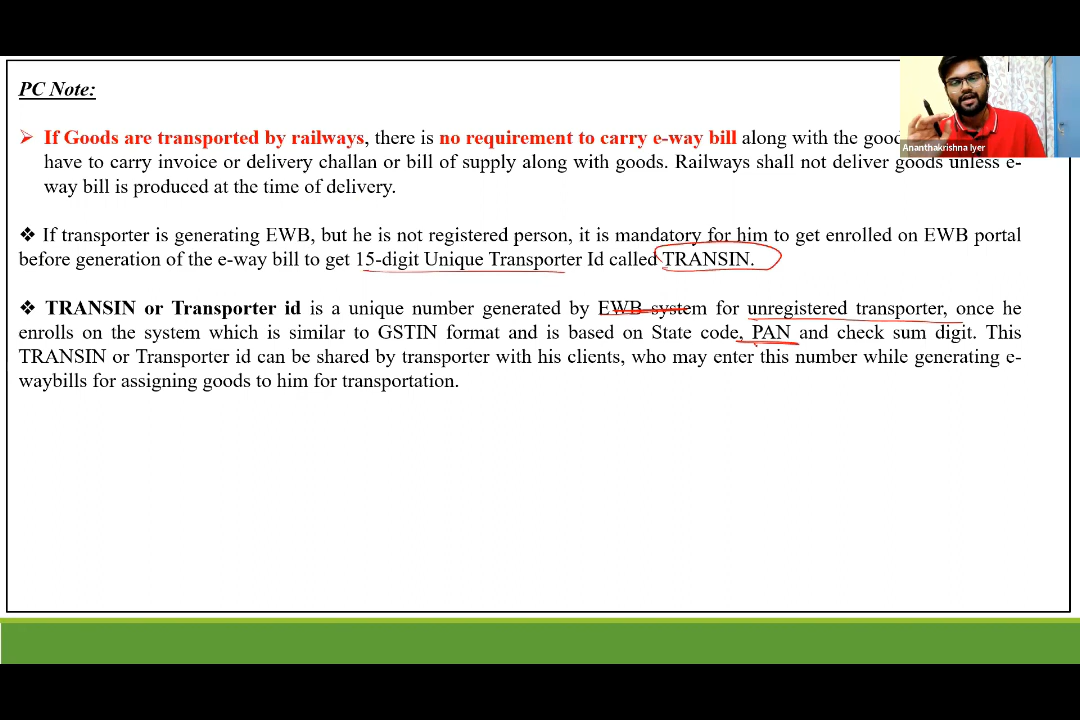 PC Note:
➢ If Goods are transported by railways, there is no requirement to carry e-way bill along with the
have to carry invoice or delivery challan or bill of supply along with goods. Railways shall not deliver goods unless e-
way bill is produced at the time of delivery.
❖ If transporter is generating EWB, but he is not registered person, it is mandatory for him to get enrolled on EWB portal
before generation of the e-way bill to get 15-digit Unique Transporter Id called TRANSIN.
❖ TRANSIN or Transporter id is a unique number generated by EWB system for unregistered transporter, once he
enrolls on the system which is similar to GSTIN format and is based on State code, PAN and check sum digit. This
TRANSIN or Transporter id can be shared by transporter with his clients, who may enter this number while generating e-
waybills for assigning goods to him for transportation.
Ananthakrishna Iyer